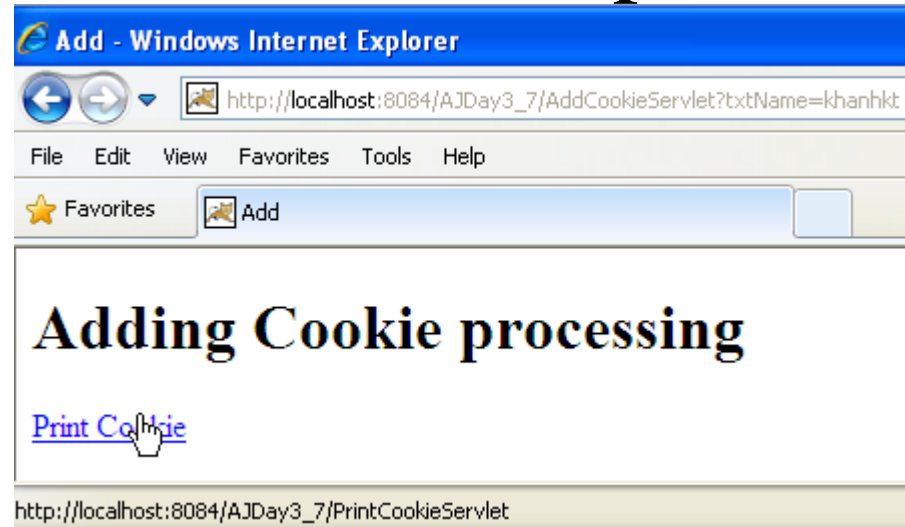 Add - Windows Internet Explorer
http://localhost:8084/AJDay3_7/AddCookieServlet?txtName=khanhkt
File Edit View Favorites Tools Help
Favorites Add
Adding Cookie processing
Print Cookie
http://localhost:8084/AJDay3_7/PrintCookieServlet